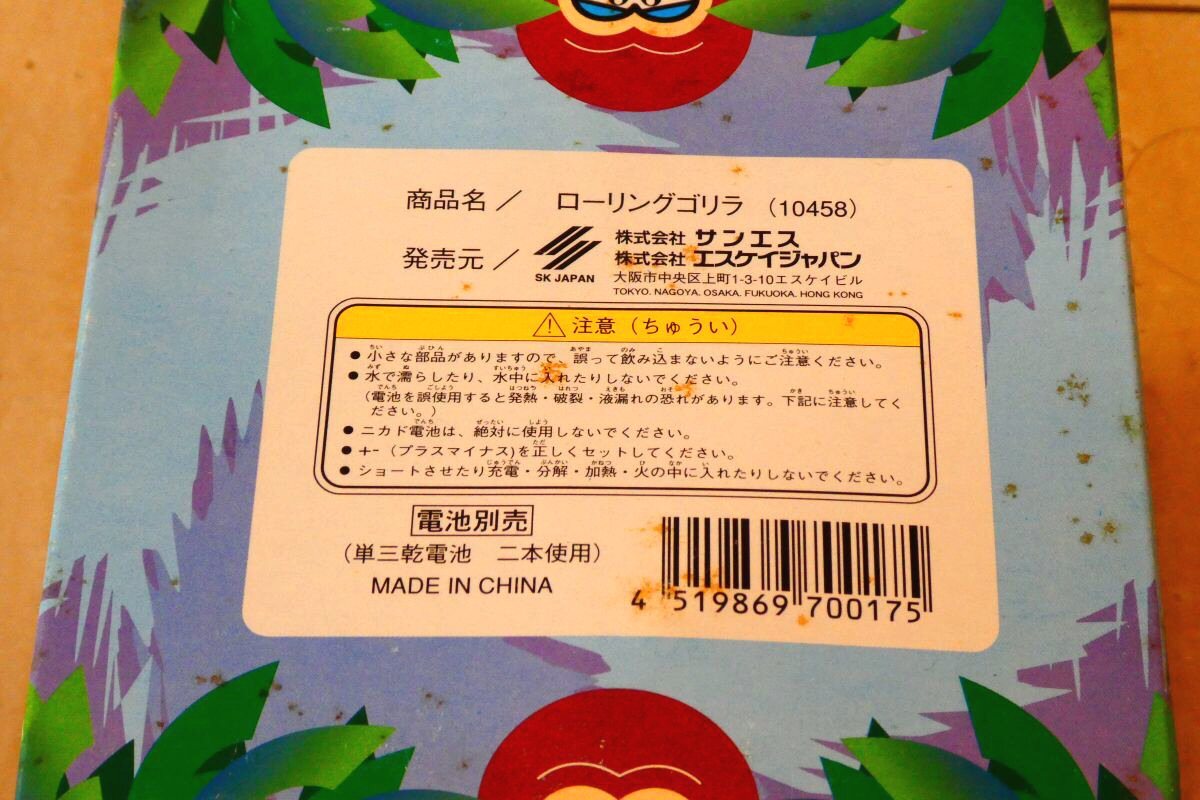 商品名／ ローリングゴリラ （10458）
発売元／ SK JAPAN 株式会社 サンエス
株式会社 エスケイジャパン
大阪市中央区上町1-3-10エスケイビル
TOKYO. NAGOYA. OSAKA. FUKUOKA. HONG KONG
注意（ちゅうい）
●小さな部品がありますので、誤って飲み込まないようにご注意ください。
●水で濡らしたり、水中に入れたりしないでください。
（電池を誤使用すると発熱・破裂・液漏れの恐れがあります。下記に注意してく
ださい。）
●ニカド電池は、絶対に使用しないでください。
●+-（プラスマイナス）を正しくセットしてください。
●ショートさせたり充電・分解・加熱・火の中に入れたりしないでください。
電池別売
（単三乾電池 二本使用）
MADE IN CHINA
4 519869 700175